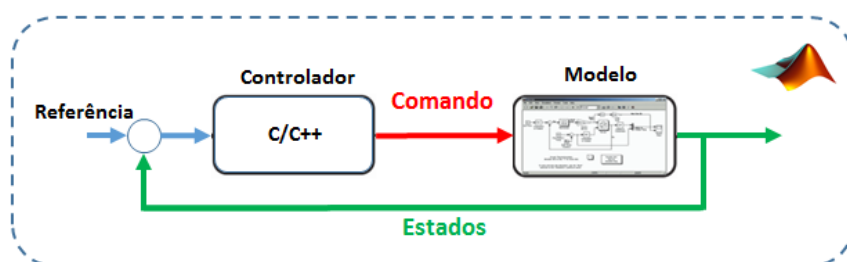 Controlador
Modelo
Referência
Comando
C/C++
Estados